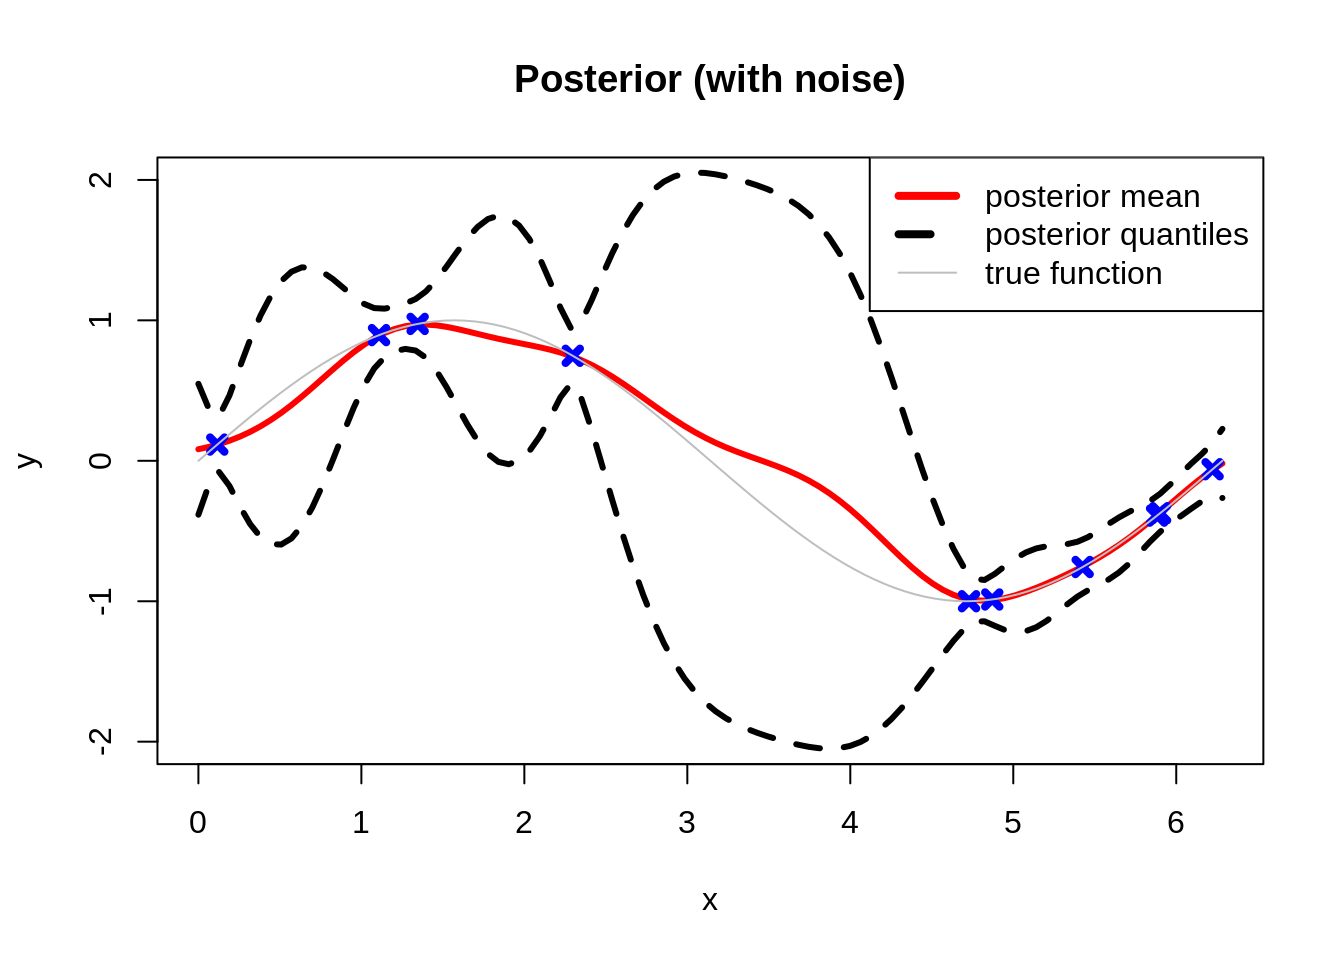 Posterior (with noise)
posterior mean
posterior quantiles
true function
y
2
1
0
-1
-2
0 1 2 3 4 5 6
x